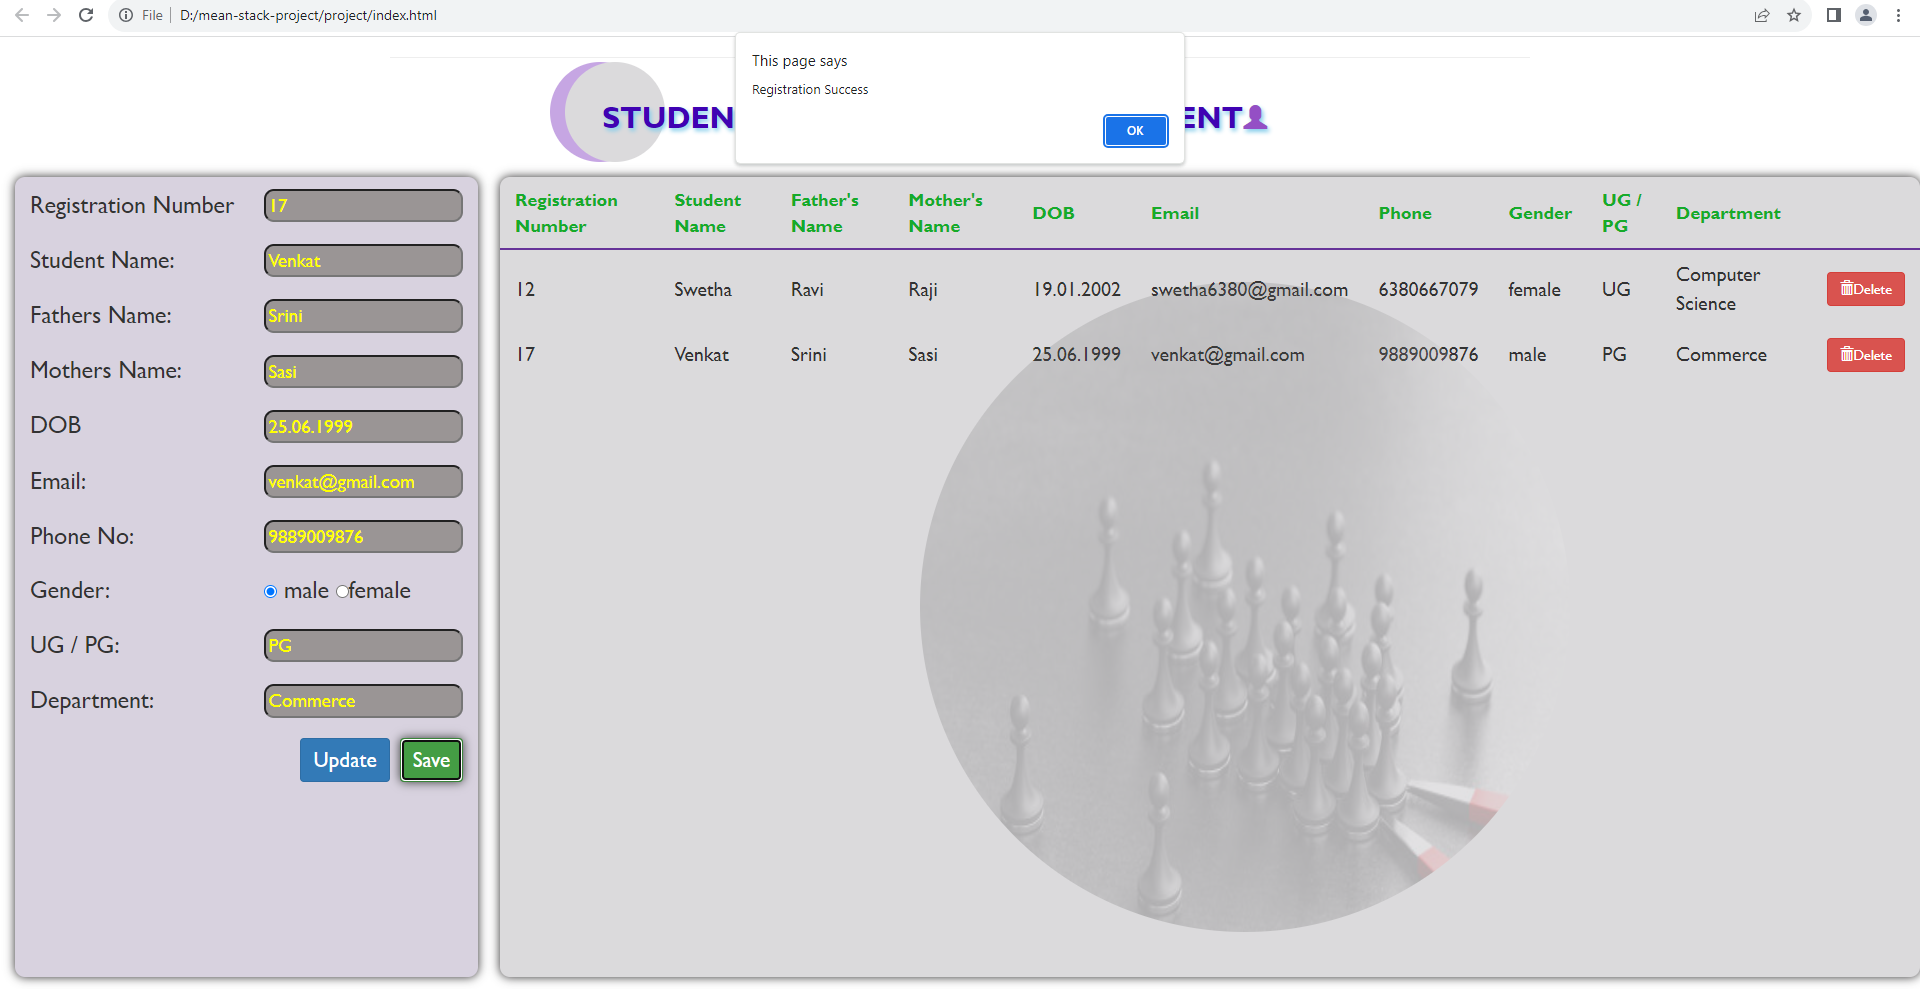 File
D:/mean-stack-project/project/index.html
This page says
Registration Success
OK
STUDEN
ENT
Registration Number 17
Student Name: Venkat
Fathers Name: Srini
Mothers Name: Sasi
DOB 25.06.1999
Email: venkat@gmail.com
Phone No: 9889009876
Gender: male female
UG / PG: PG
Department: Commerce
Update Save
Registration Number Student Name Father's Name Mother's Name DOB Email Phone Gender UG / PG Department
12 Swetha Ravi Raji 19.01.2002 swetha6380@gmail.com 6380667079 female UG Computer Science Delete
17 Venkat Srini Sasi 25.06.1999 venkat@gmail.com 9889009876 male PG Commerce Delete